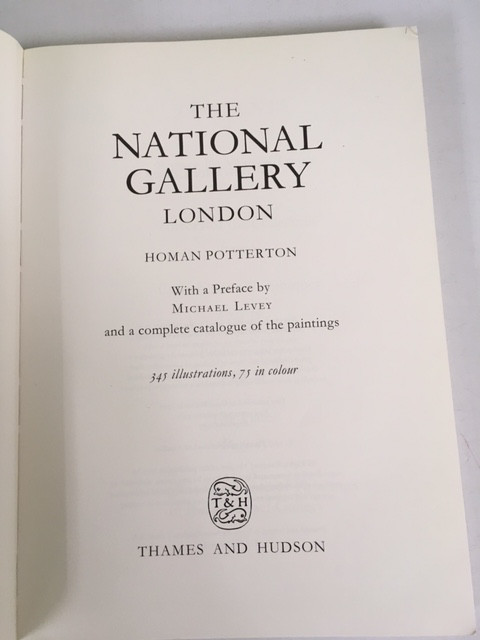 THE
NATIONAL
GALLERY
LONDON
HOMAN POTTERTON
With a Preface by
MICHAEL LEVEY
and a complete catalogue of the paintings
345 illustrations, 75 in colour
T & H
THAMES AND HUDSON